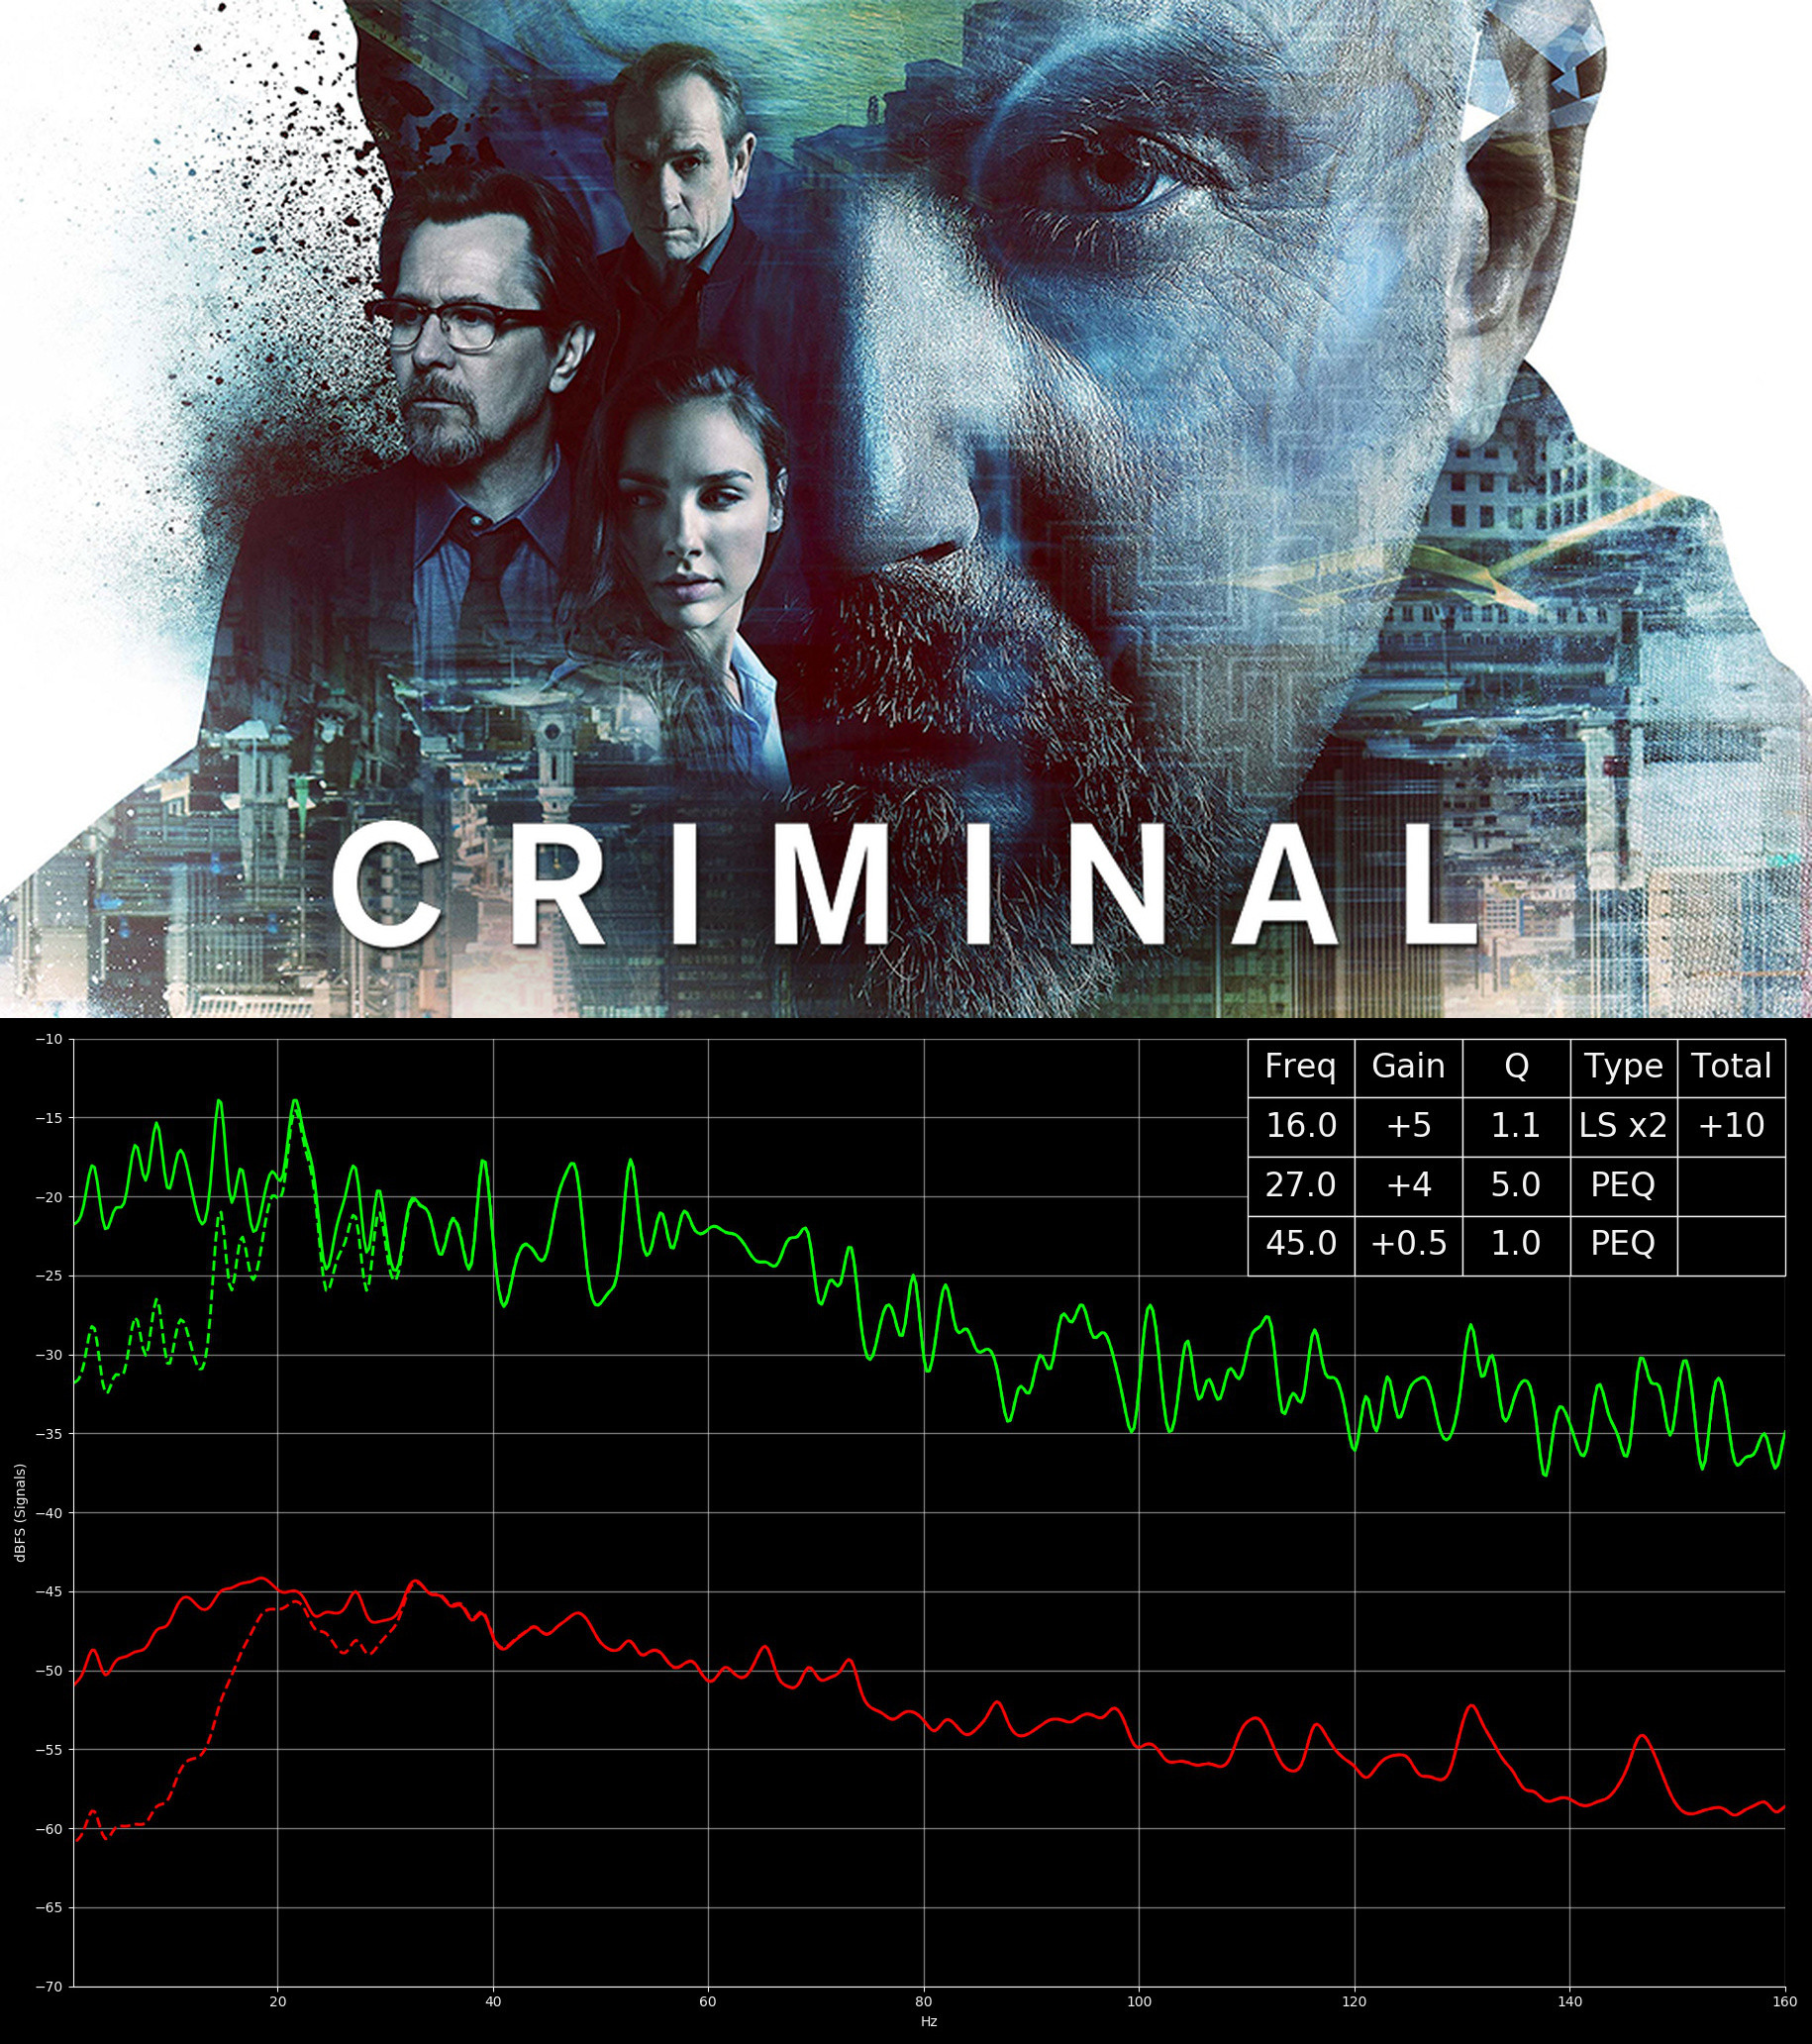 CRIMINAL
Freq Gain Q Type Total
16.0 +5 1.1 LS x2 +10
27.0 +4 5.0 PEQ
45.0 +0.5 1.0 PEQ
−10
−15
−20
−25
−30
−35
−40
−45
−50
−55
−60
−65
−70
dBFS (Signals)
20 40 60 80 100 120 140 160
Hz